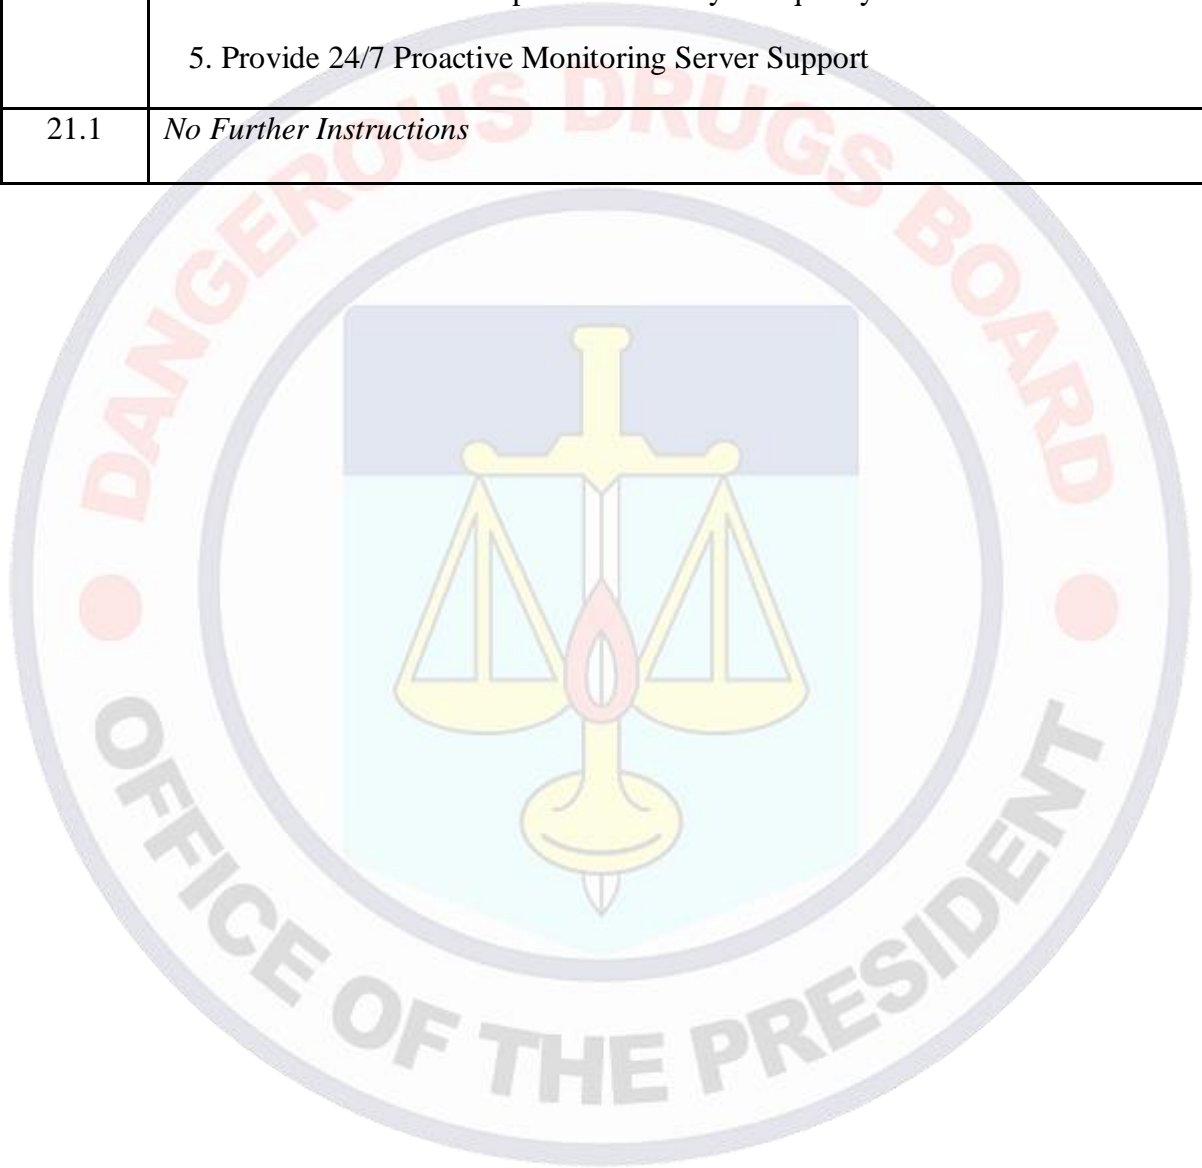 5. Provide 24/7 Proactive Monitoring Server Support
21.1 No Further Instructions
DANGEROUS DRUGS BOARD
OFFICE OF THE PRESIDENT